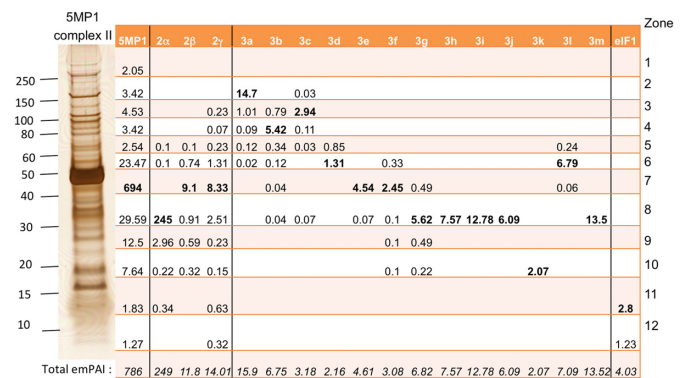 5MP1
complex II
Zone
5MP1 2α 2β 2γ 3a 3b 3c 3d 3e 3f 3g 3h 3i 3j 3k 3l 3m eIF1
1
2.05
250
2
3.42 14.7 0.03
150
3
4.53 0.23 1.01 0.79 2.94
100
4
3.42 0.07 0.09 5.42 0.11
80
5
2.54 0.1 0.1 0.23 0.12 0.34 0.03 0.85 0.24
60
6
23.47 0.1 0.74 1.31 0.02 0.12 1.31 0.33 6.79
50
7
694 9.1 8.33 0.04 4.54 2.45 0.49 0.06
40
8
29.59 245 0.91 2.51 0.04 0.07 0.07 0.1 5.62 7.57 12.78 6.09 13.5
30
9
12.5 2.96 0.59 0.23 0.1 0.49
20
10
7.64 0.22 0.32 0.15 0.1 0.22 2.07
15
11
1.83 0.34 0.63 2.8
10
12
1.27 0.32 1.23
Total emPAI : 786 249 11.8 14.01 15.9 6.75 3.18 2.16 4.61 3.08 6.82 7.57 12.78 6.09 2.07 7.09 13.52 4.03